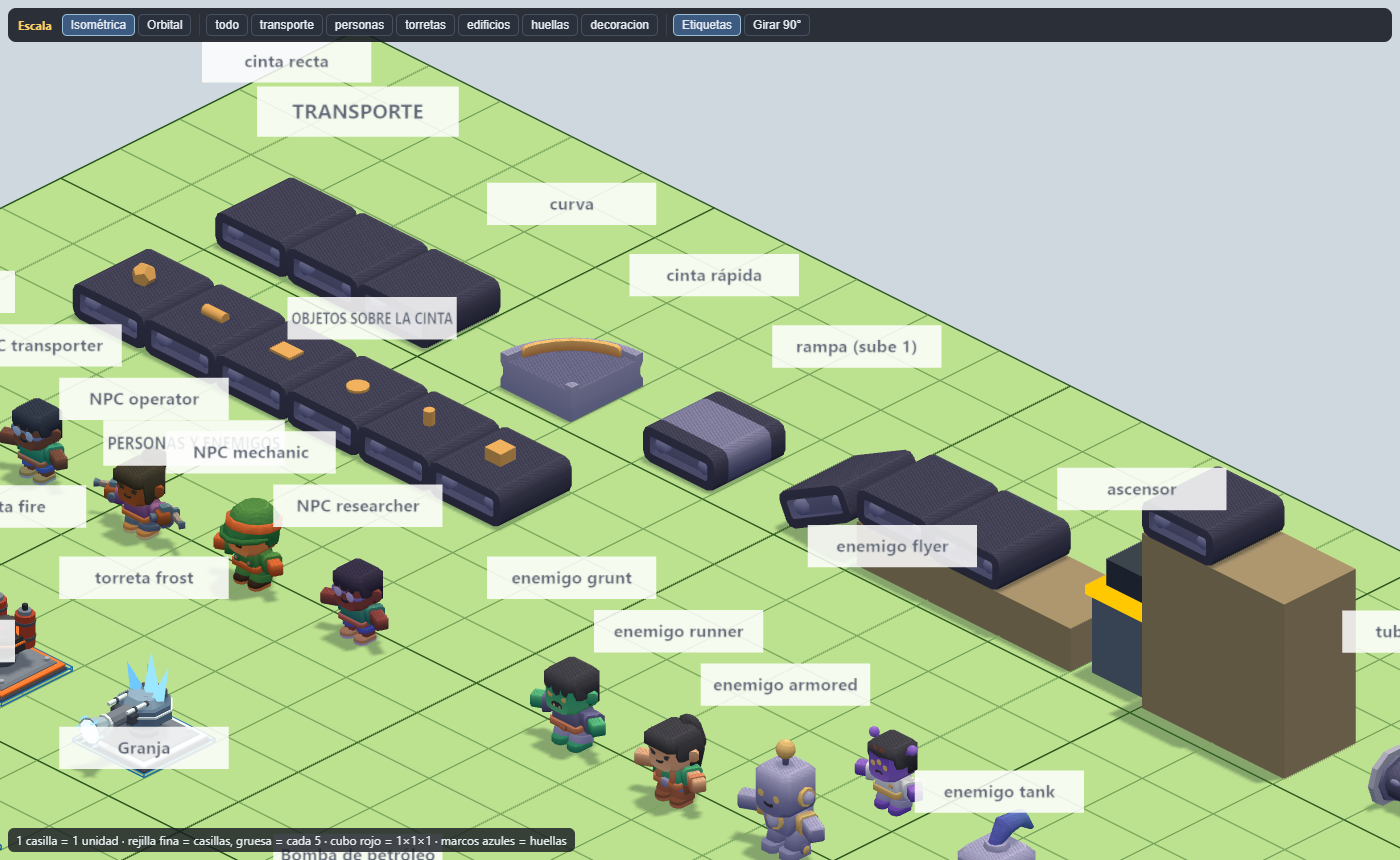 Escala Isométrica Orbital todo transporte personas torretas edificios huellas decoracion Etiquetas Girar 90°
cinta recta
TRANSPORTE
curva
cinta rápida
OBJETOS SOBRE LA CINTA
rampa (sube 1)
C transporter
NPC operator
PERSONAS Y ENEMIGOS
NPC mechanic
ascensor
ta fire
NPC researcher
enemigo flyer
torreta frost
enemigo grunt
enemigo runner
tub
enemigo armored
Granja
enemigo tank
1 casilla = 1 unidad · rejilla fina = casillas, gruesa = cada 5 · cubo rojo = 1×1×1 · marcos azules = huellas
Bomba de petróleo